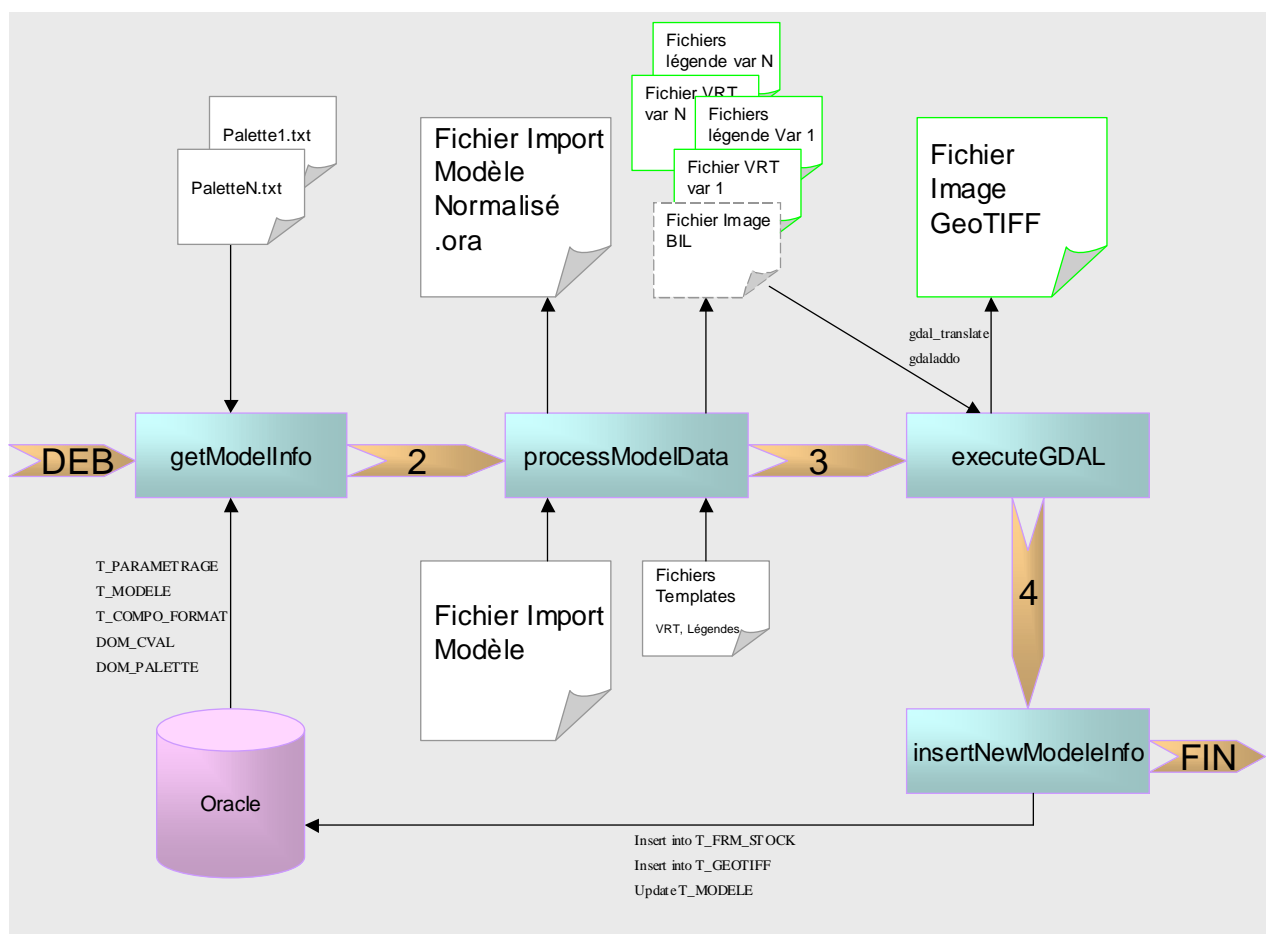 Fichiers
légende var N
Fichier VRT
var N
Fichiers
légende Var 1
Fichier VRT
var 1
Fichier Image
BIL
Palette1.txt
PaletteN.txt
Fichier Import
Modèle
Normalisé
.ora
Fichier
Image
GeoTIFF
gdal_translate
gdaladdo
DEB
getModelInfo
2
processModelData
3
executeGDAL
T_PARAMETRAGE
T_MODELE
T_COMPO_FORMAT
DOM_CVAL
DOM_PALETTE
Fichier Import
Modèle
Fichiers
Templates
VRT, Légendes
4
Oracle
insertNewModeleInfo
FIN
Insert into T_FRM_STOCK
Insert into T_GEOTIFF
Update T_MODELE